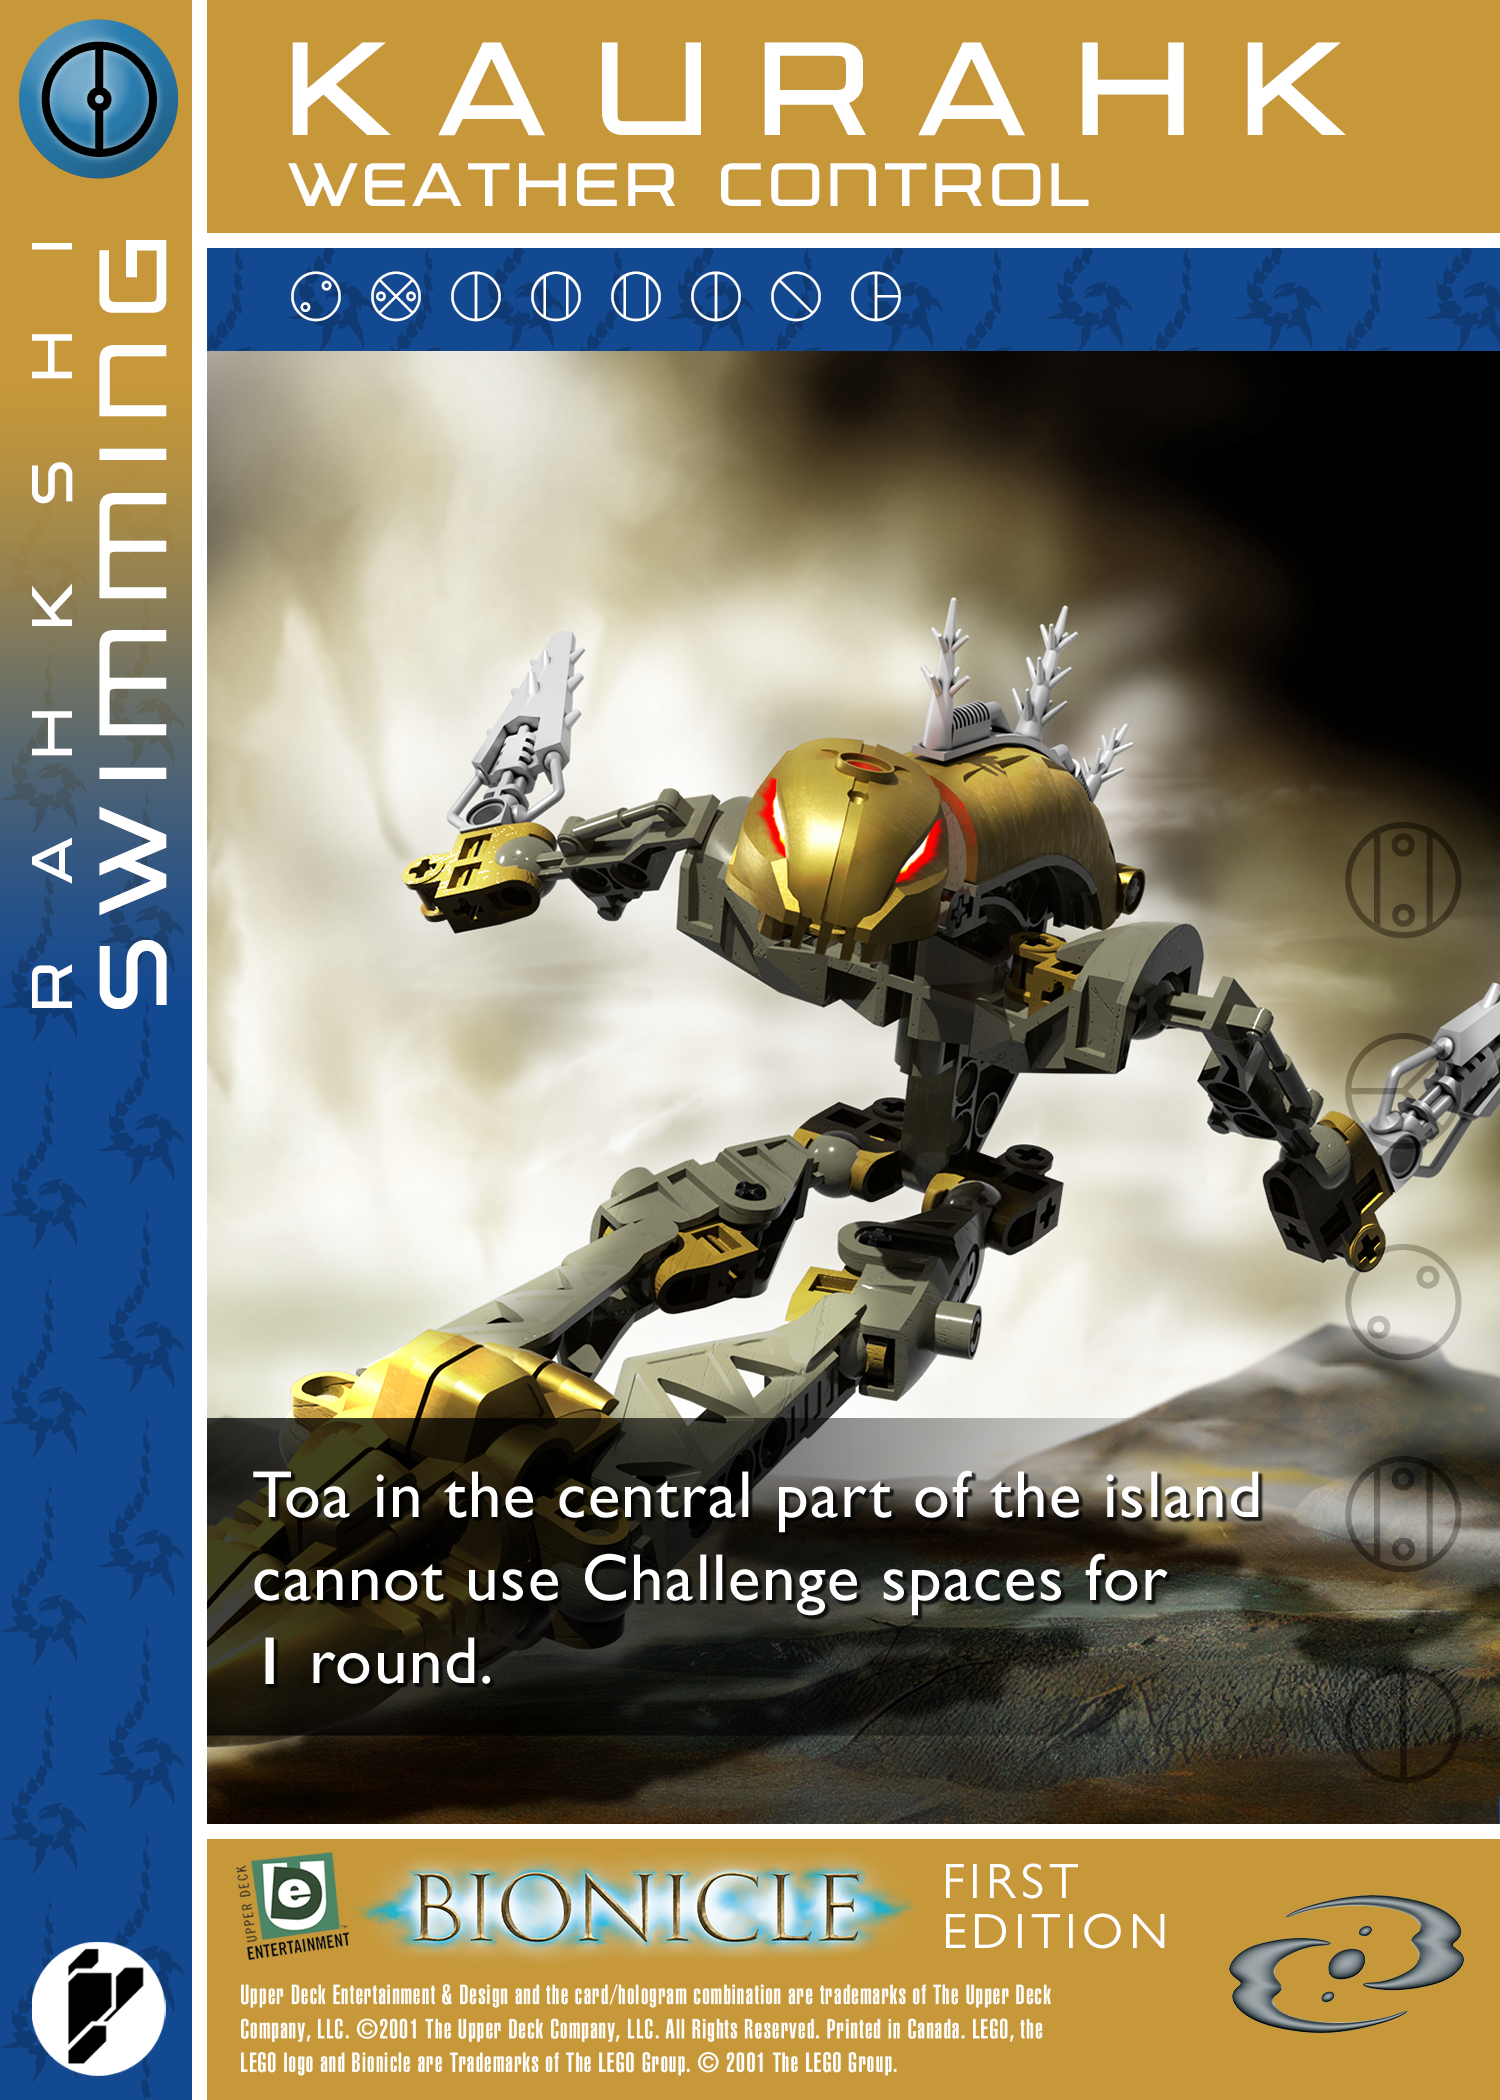 KAURAHK
WEATHER CONTROL
RAHKSHI
SWIMMING
Toa in the central part of the island
cannot use Challenge spaces for
1 round.
UPPER DECK
e
ENTERTAINMENT
BIONICLE
FIRST
EDITION
Upper Deck Entertainment & Design and the card/hologram combination are trademarks of The Upper Deck
Company, LLC. ©2001 The Upper Deck Company, LLC. All Rights Reserved. Printed in Canada. LEGO, the
LEGO logo and Bionicle are Trademarks of The LEGO Group. © 2001 The LEGO Group.